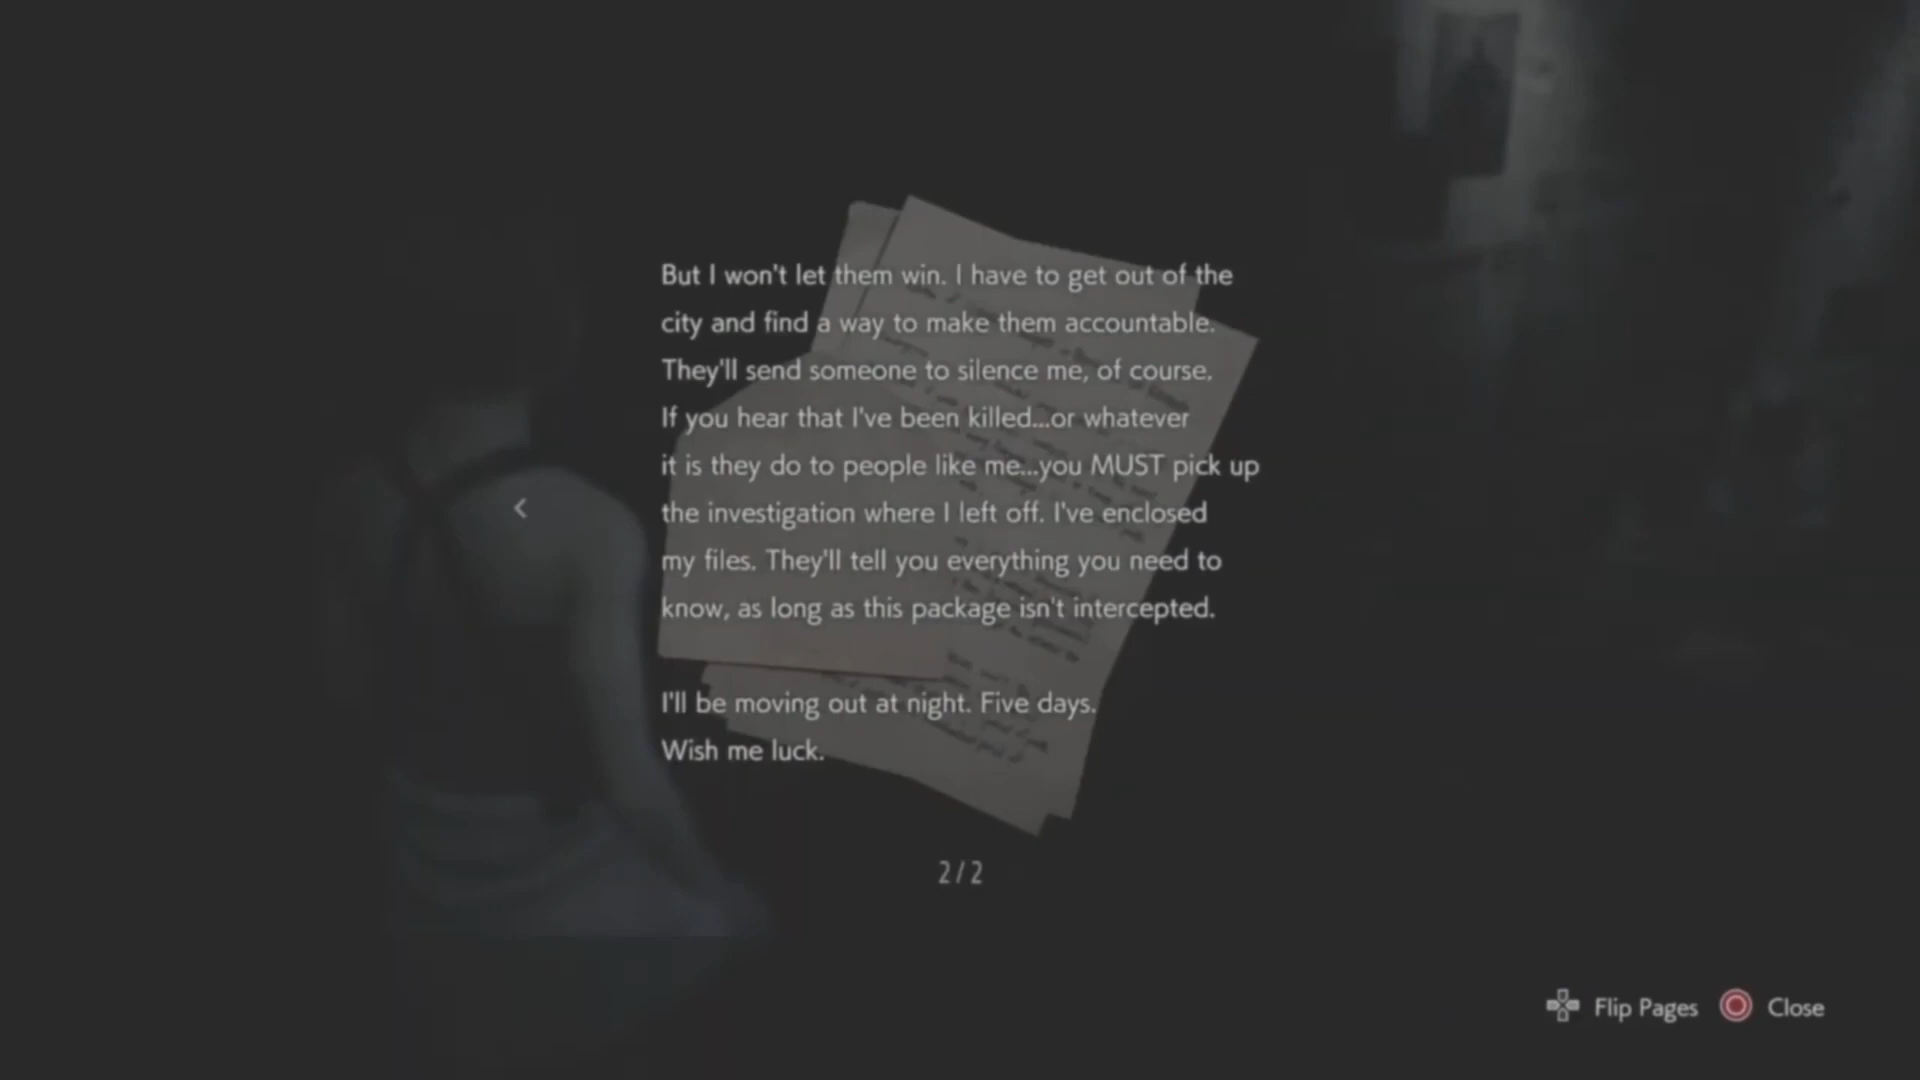 But I won't let them win. I have to get out of the
city and find a way to make them accountable.
They'll send someone to silence me, of course.
If you hear that I've been killed...or whatever
it is they do to people like me...you MUST pick up
the investigation where I left off. I've enclosed
my files. They'll tell you everything you need to
know, as long as this package isn't intercepted.
I'll be moving out at night. Five days.
Wish me luck.
2/2
Flip Pages Close